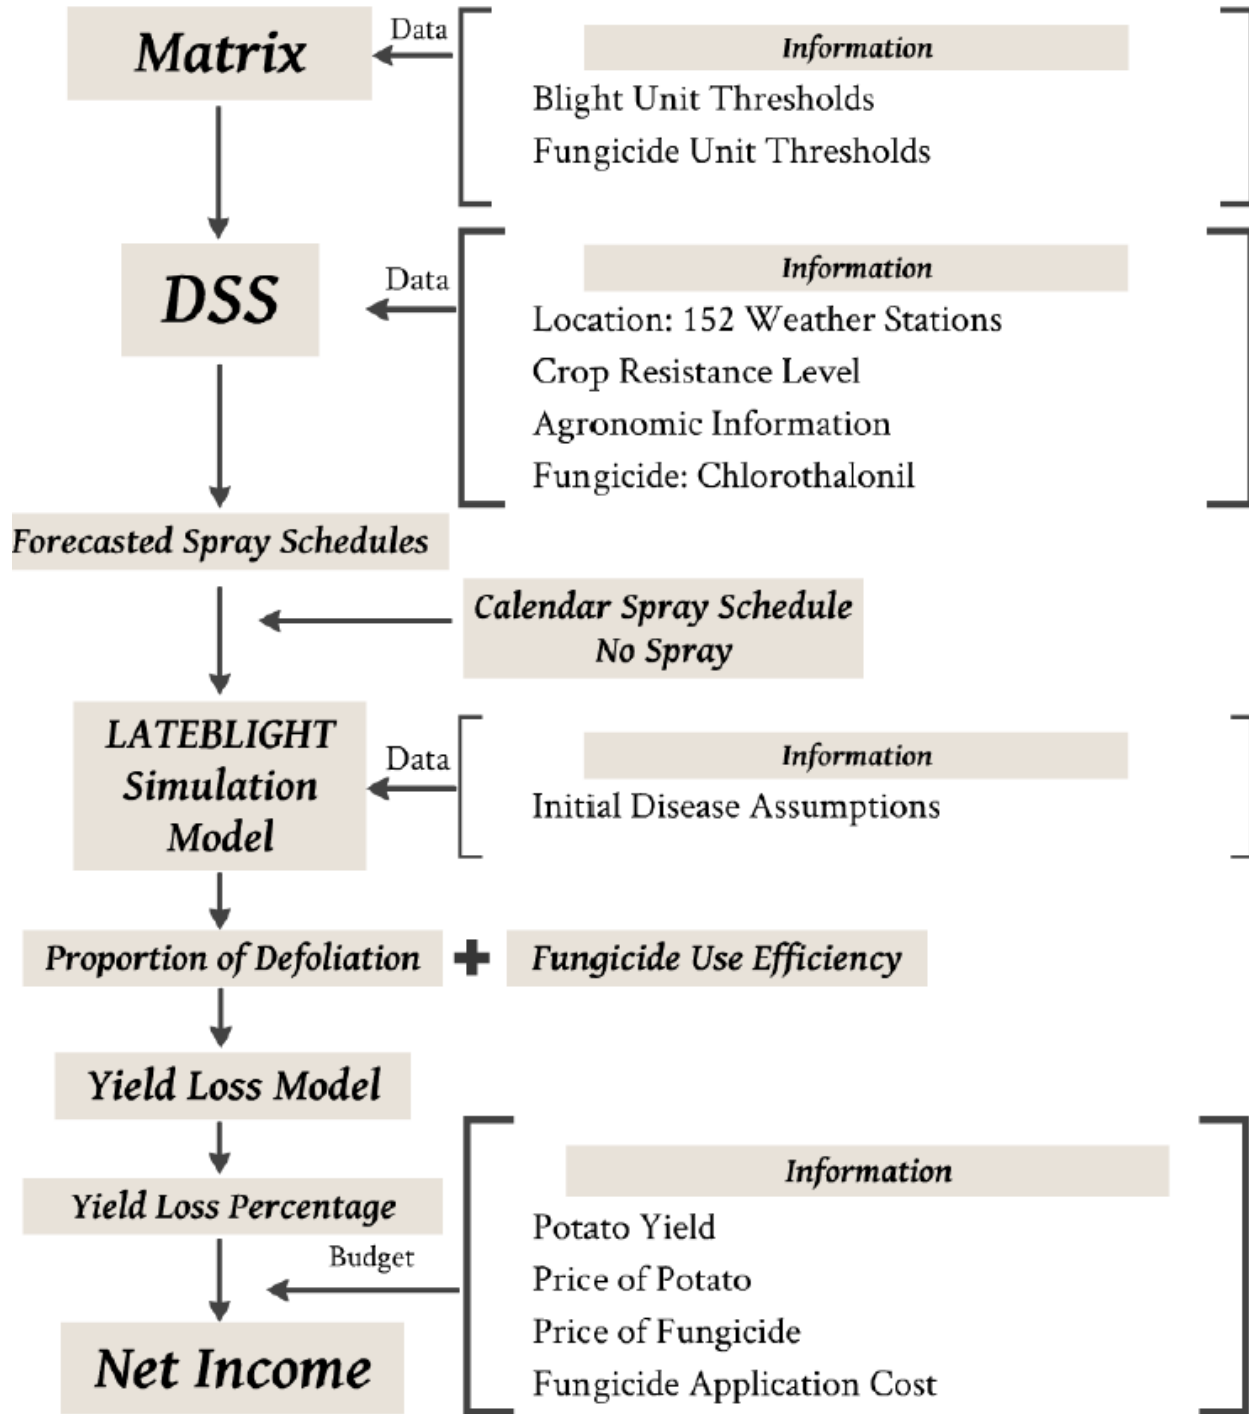 Matrix
Data
Information
Blight Unit Thresholds
Fungicide Unit Thresholds
DSS
Data
Information
Location: 152 Weather Stations
Crop Resistance Level
Agronomic Information
Fungicide: Chlorothalonil
Forecasted Spray Schedules
Calendar Spray Schedule
No Spray
LATEBLIGHT
Simulation
Model
Data
Information
Initial Disease Assumptions
Proportion of Defoliation + Fungicide Use Efficiency
Yield Loss Model
Yield Loss Percentage
Budget
Information
Potato Yield
Price of Potato
Price of Fungicide
Fungicide Application Cost
Net Income